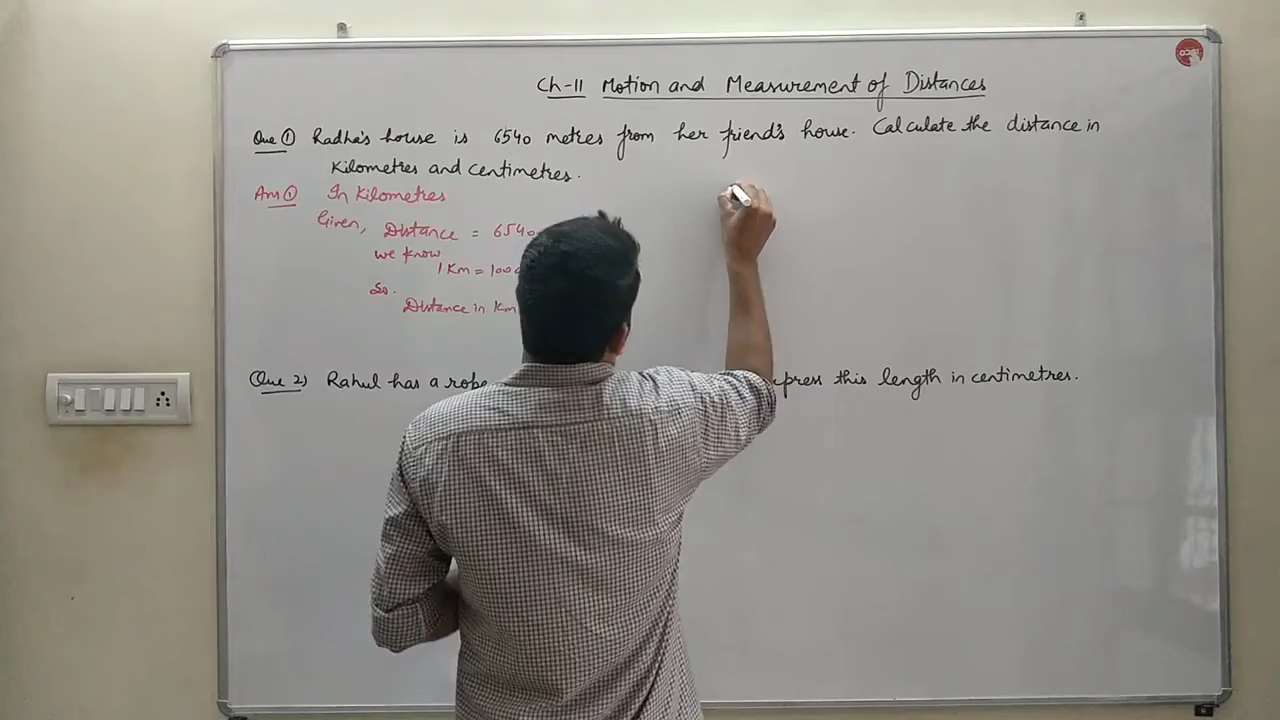 Ch-11 Motion and Measurement of Distances
Que ① Radha's house is 6540 metres from her friend's house. Calculate the distance in
Kilometres and centimetres.
Ans ① In Kilometres
Given, Distance = 6540
we know
1 Km = 100
So.
Distance in Km
Que 2) Rahul has a robe press this length in centimetres.